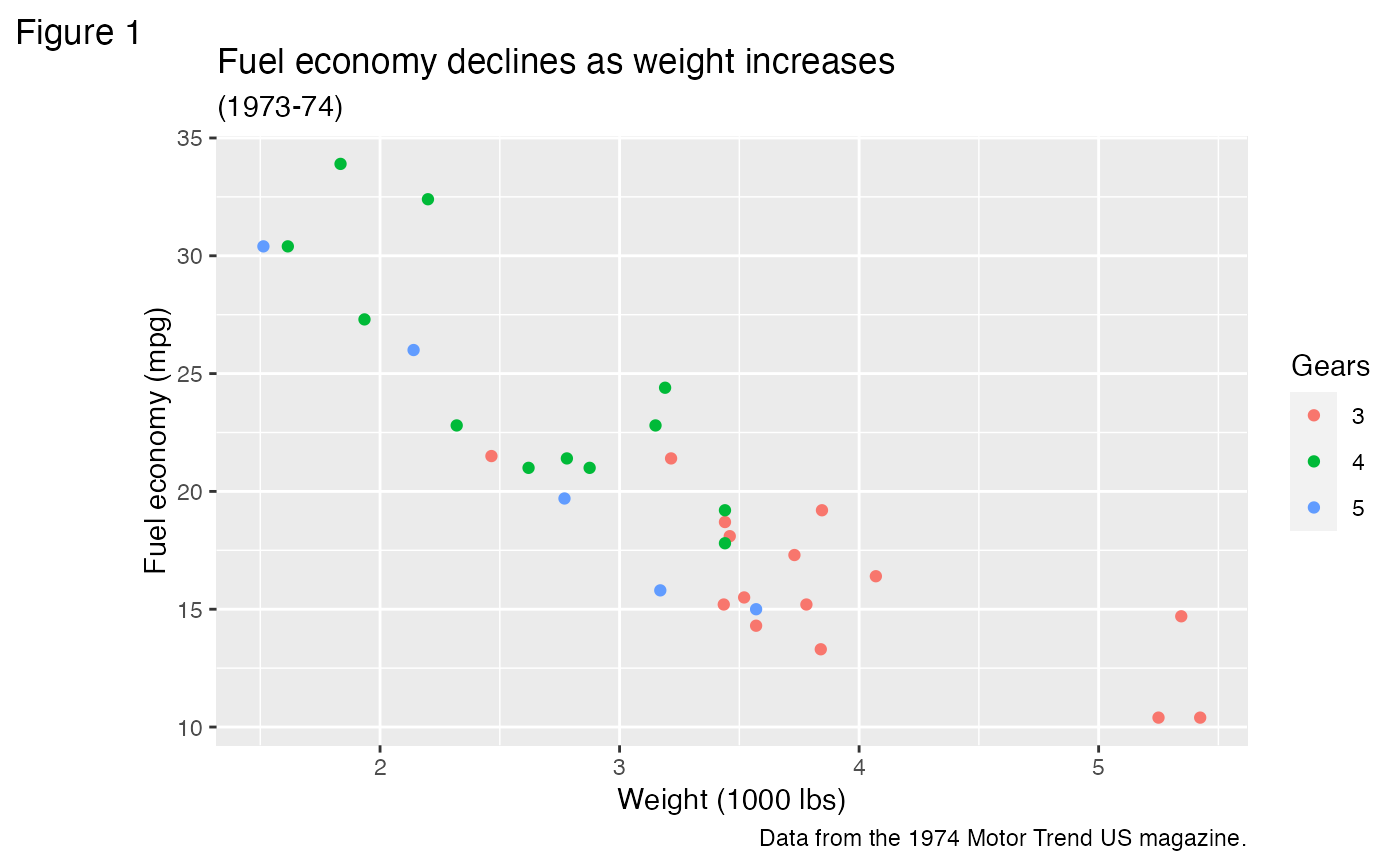 Figure 1
Fuel economy declines as weight increases
(1973-74)
Fuel economy (mpg)
35
30
25
20
15
10
2
3
4
5
Weight (1000 lbs)
Gears
3
4
5
Data from the 1974 Motor Trend US magazine.